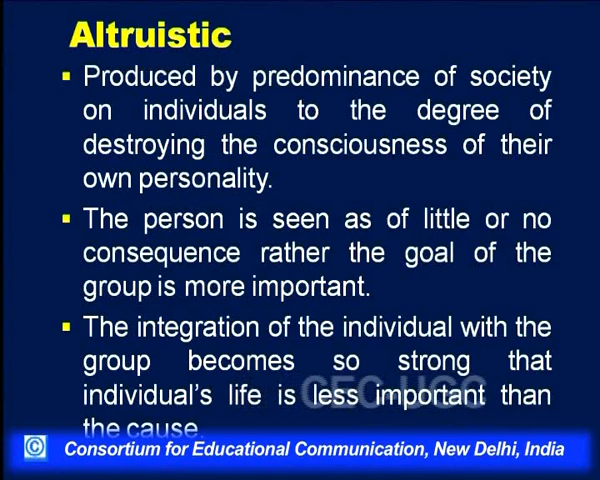 Altruistic
▪ Produced by predominance of society
on individuals to the degree of
destroying the consciousness of their
own personality.
▪ The person is seen as of little or no
consequence rather the goal of the
group is more important.
▪ The integration of the individual with the
group becomes so strong that
individual's life is less important than
the cause.
CEC-UGC
© Consortium for Educational Communication, New Delhi, India